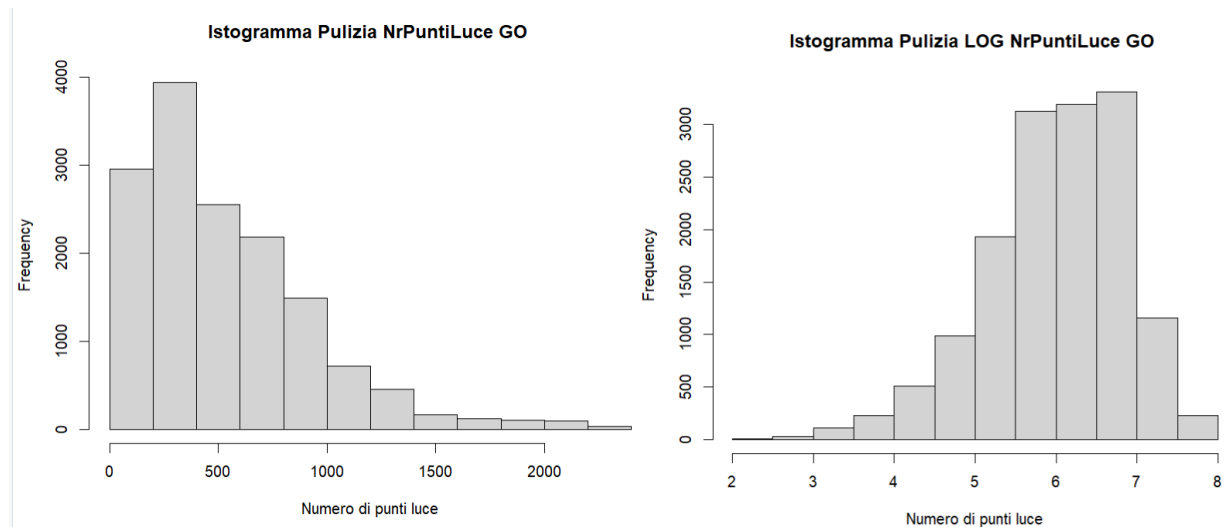 Istogramma Pulizia NrPuntiLuce GO
4000
3000
2000
1000
0
Frequency
0 500 1000 1500 2000
Numero di punti luce
Istogramma Pulizia LOG NrPuntiLuce GO
3000
2500
2000
1500
1000
500
0
Frequency
2 3 4 5 6 7 8
Numero di punti luce